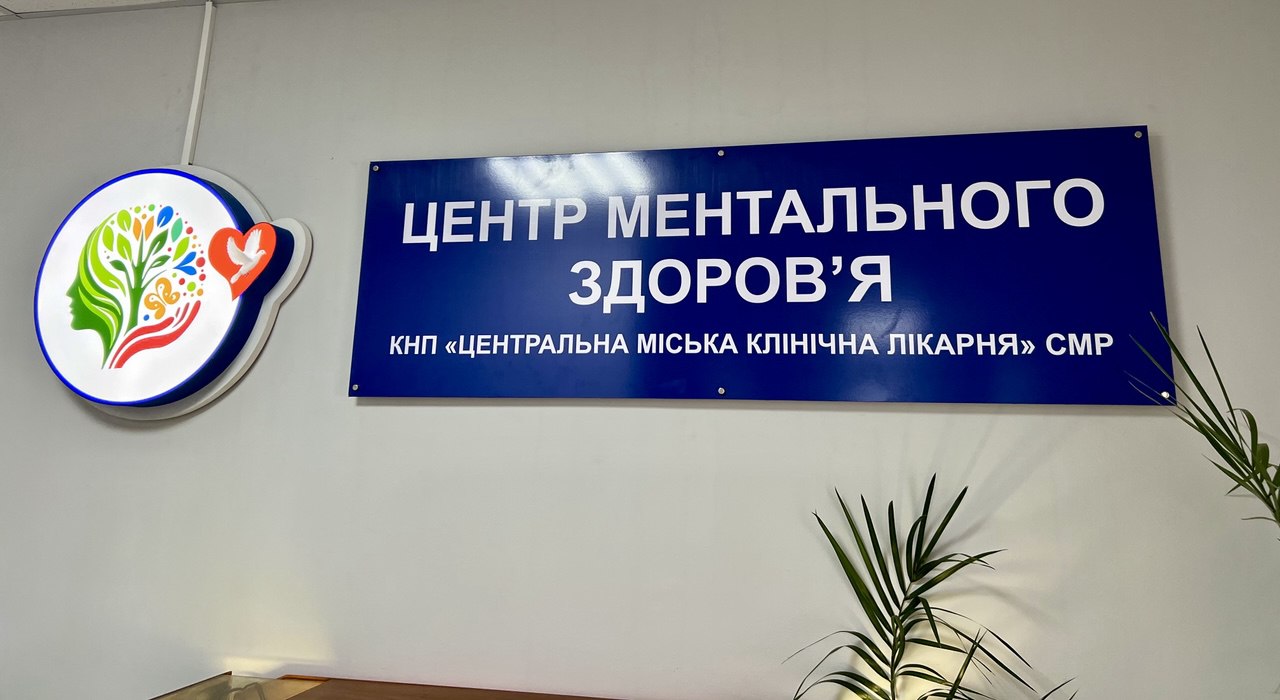 ЦЕНТР МЕНТАЛЬНОГО
ЗДОРОВ’Я
КНП «ЦЕНТРАЛЬНА МІСЬКА КЛІНІЧНА ЛІКАРНЯ» СМР